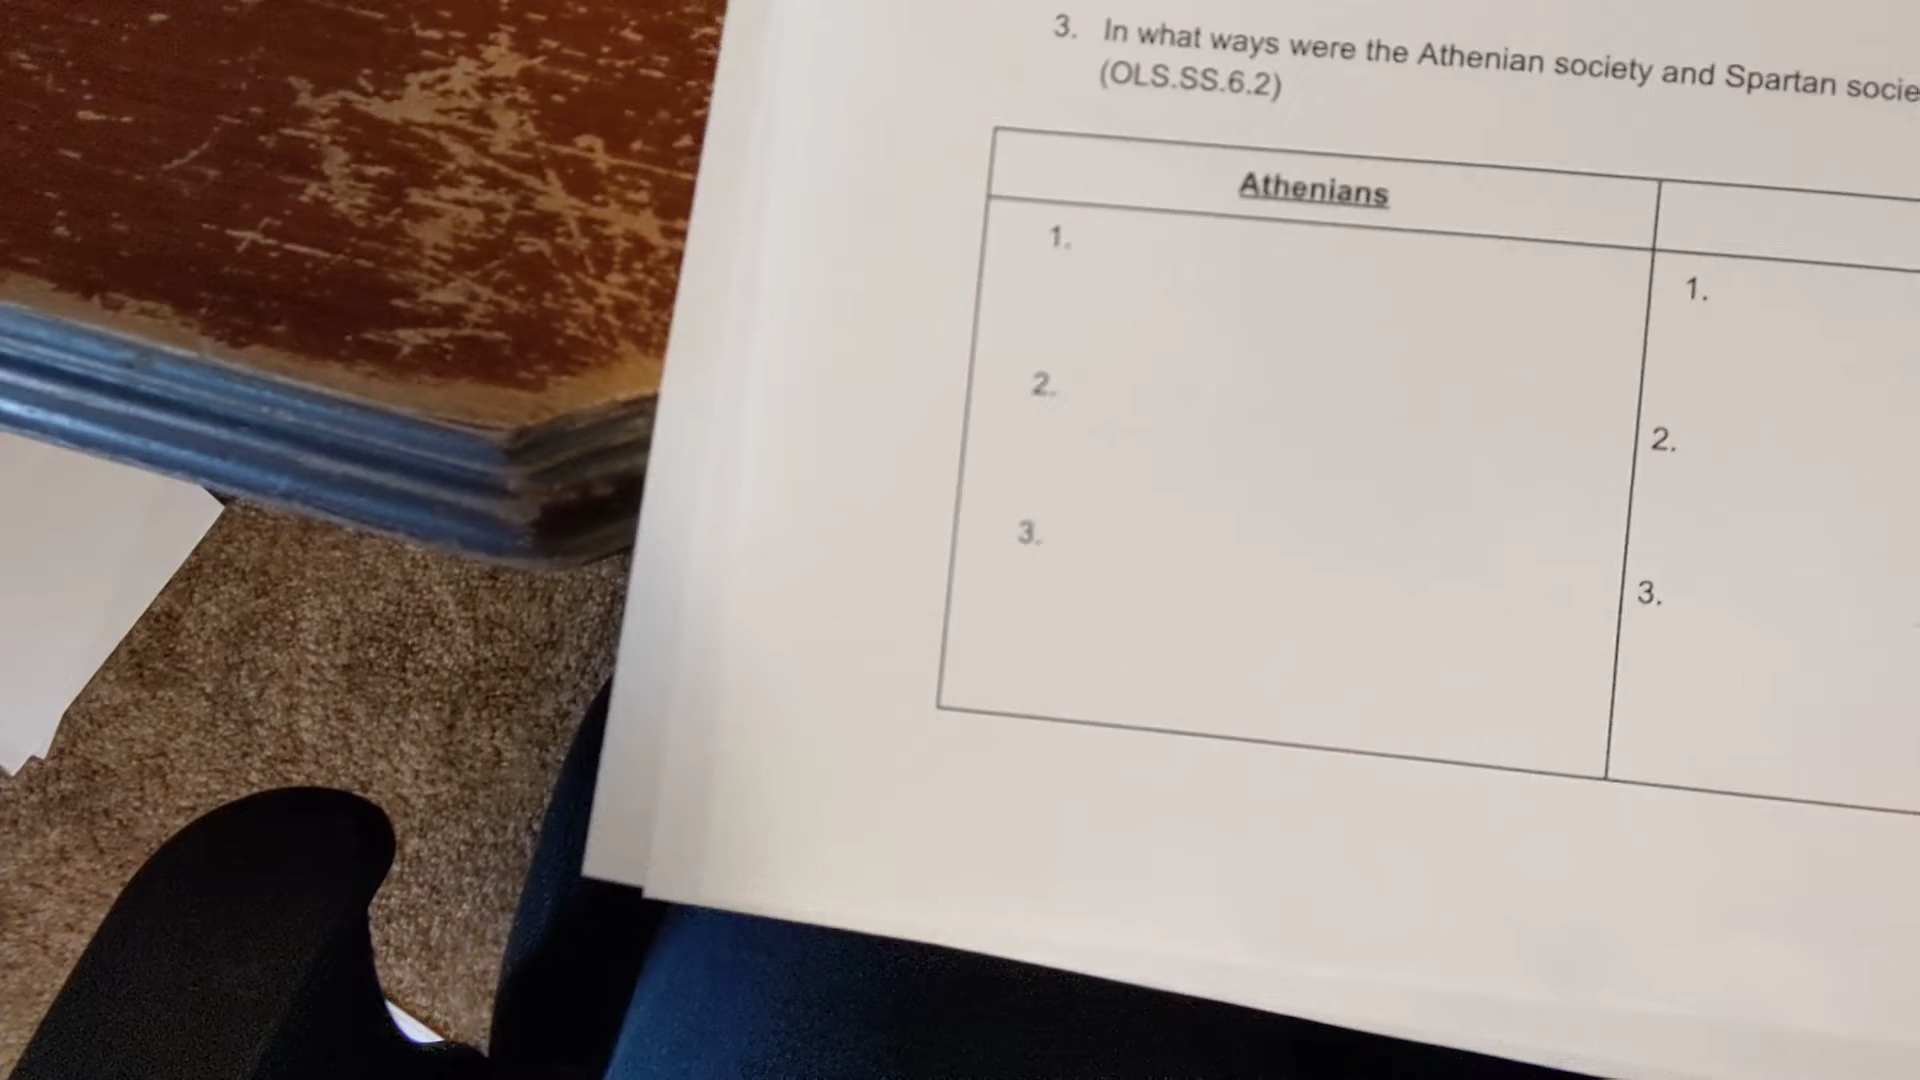 3. In what ways were the Athenian society and Spartan
(OLS.SS.6.2)
Athenians
1.
2.
3.
1.
2.
3.